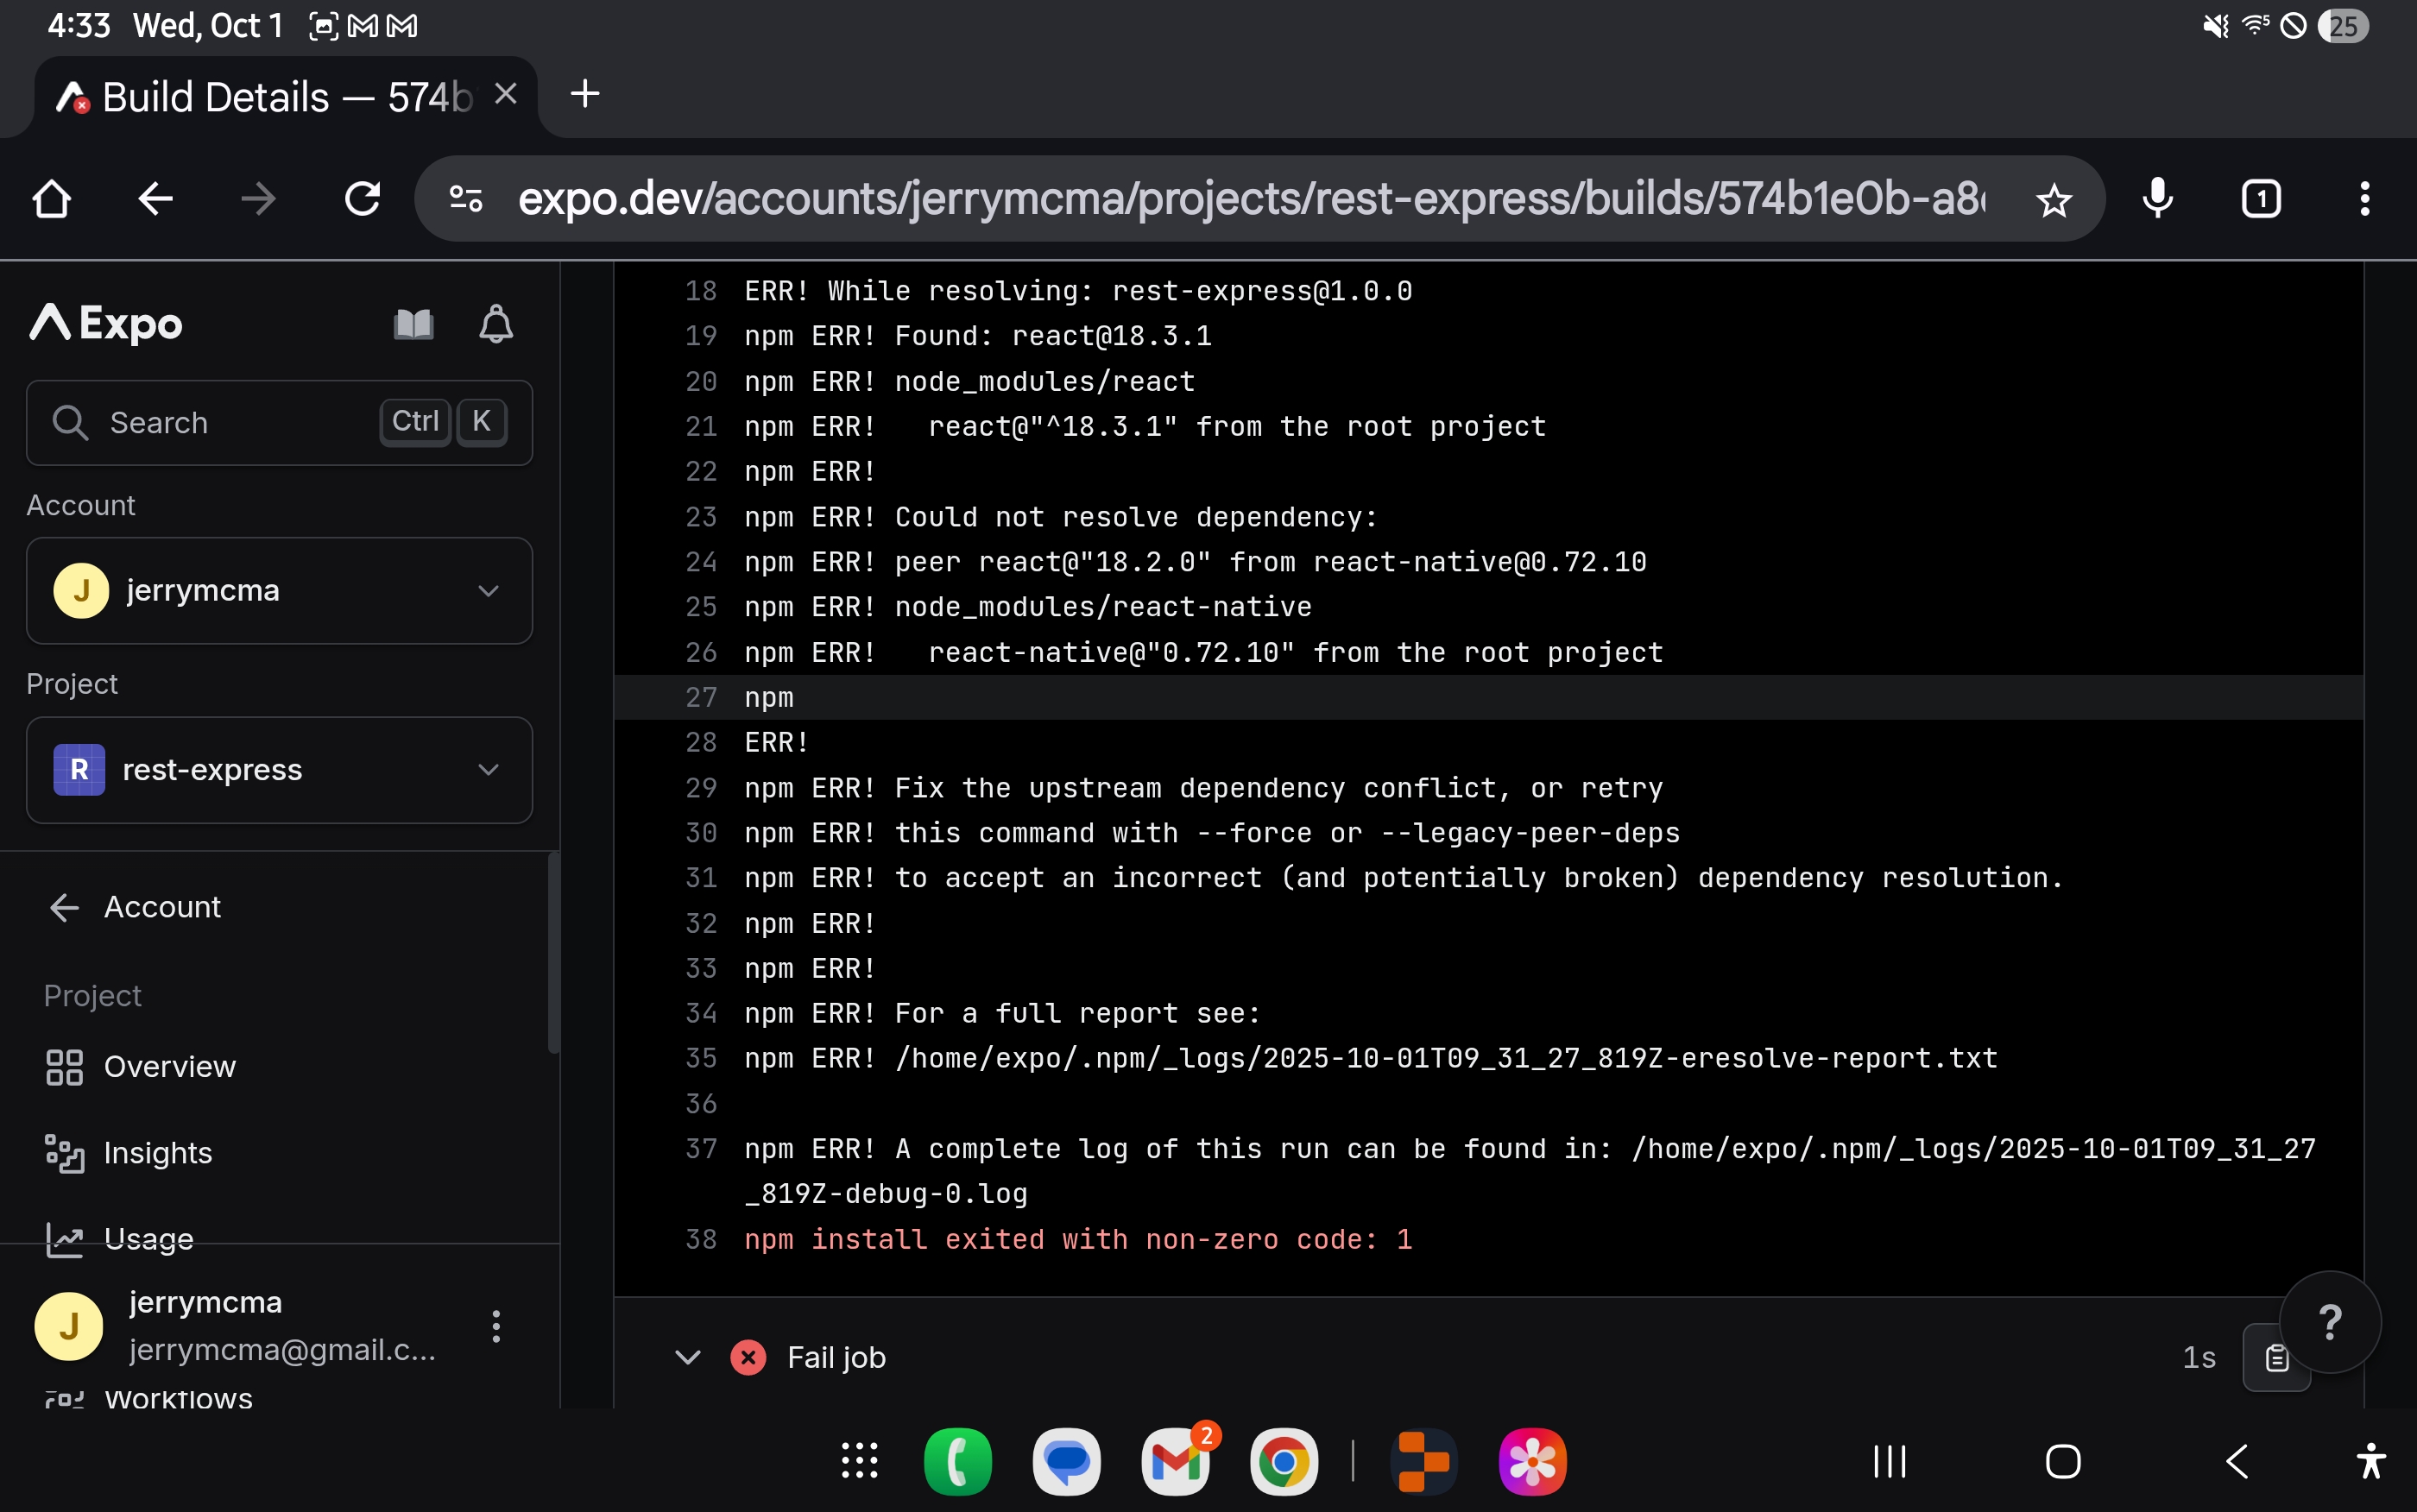 4:33 Wed, Oct 1
25
Build Details — 574b
expo.dev/accounts/jerrymcma/projects/rest-express/builds/574b1e0b-a8
5
1
Expo
Search Ctrl K
Account
J jerrymcma
Project
R rest-express
Account
Project
Overview
Insights
Usage
J jerrymcma
jerrymcma@gmail.c...
Workflows
18 ERR! While resolving: rest-express@1.0.0
19 npm ERR! Found: react@18.3.1
20 npm ERR! node_modules/react
21 npm ERR!   react@"^18.3.1" from the root project
22 npm ERR!
23 npm ERR! Could not resolve dependency:
24 npm ERR! peer react@"18.2.0" from react-native@0.72.10
25 npm ERR! node_modules/react-native
26 npm ERR!   react-native@"0.72.10" from the root project
27 npm
28 ERR!
29 npm ERR! Fix the upstream dependency conflict, or retry
30 npm ERR! this command with --force or --legacy-peer-deps
31 npm ERR! to accept an incorrect (and potentially broken) dependency resolution.
32 npm ERR!
33 npm ERR!
34 npm ERR! For a full report see:
35 npm ERR! /home/expo/.npm/_logs/2025-10-01T09_31_27_819Z-eresolve-report.txt
36
37 npm ERR! A complete log of this run can be found in: /home/expo/.npm/_logs/2025-10-01T09_31_27
_819Z-debug-0.log
38 npm install exited with non-zero code: 1
Fail job 1s
?
2